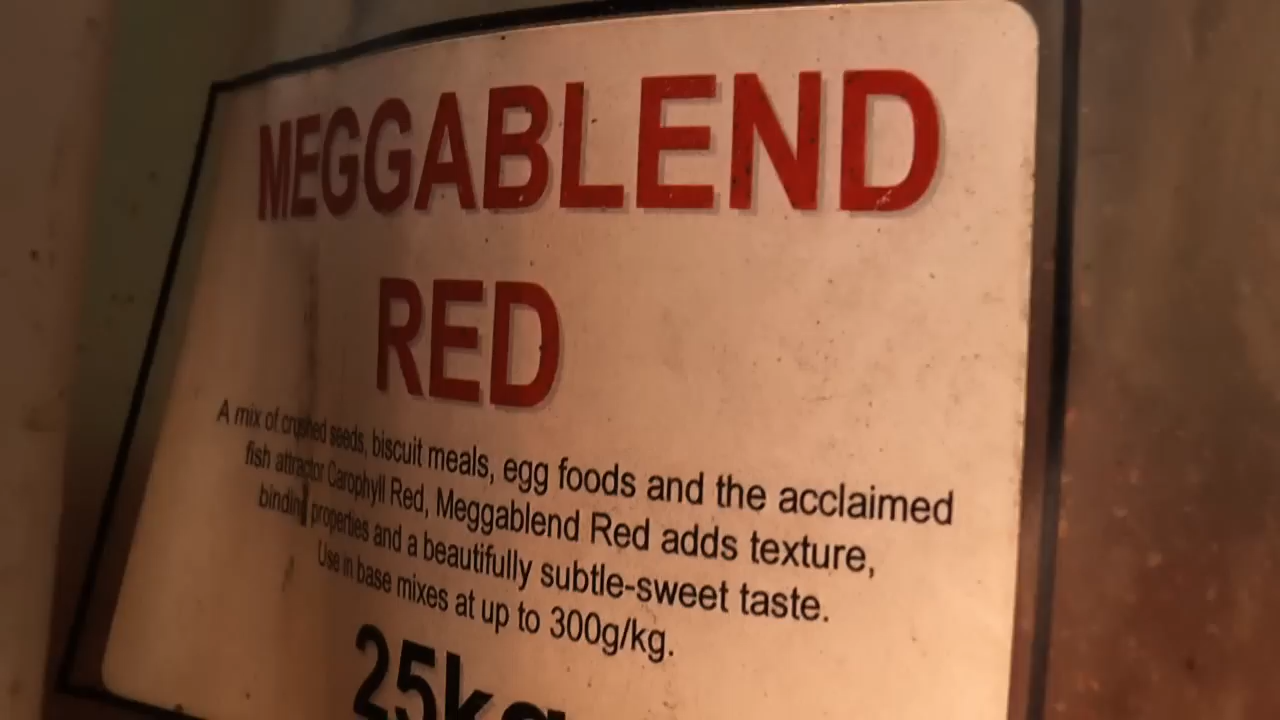 MEGGABLEND
RED
A mix of crushed seeds, biscuit meals, egg foods and the acclaimed
fish attractor Carophyll Red, Meggablend Red adds texture,
binding properties and a beautifully subtle-sweet taste.
Use in base mixes at up to 300g/kg.
25kg